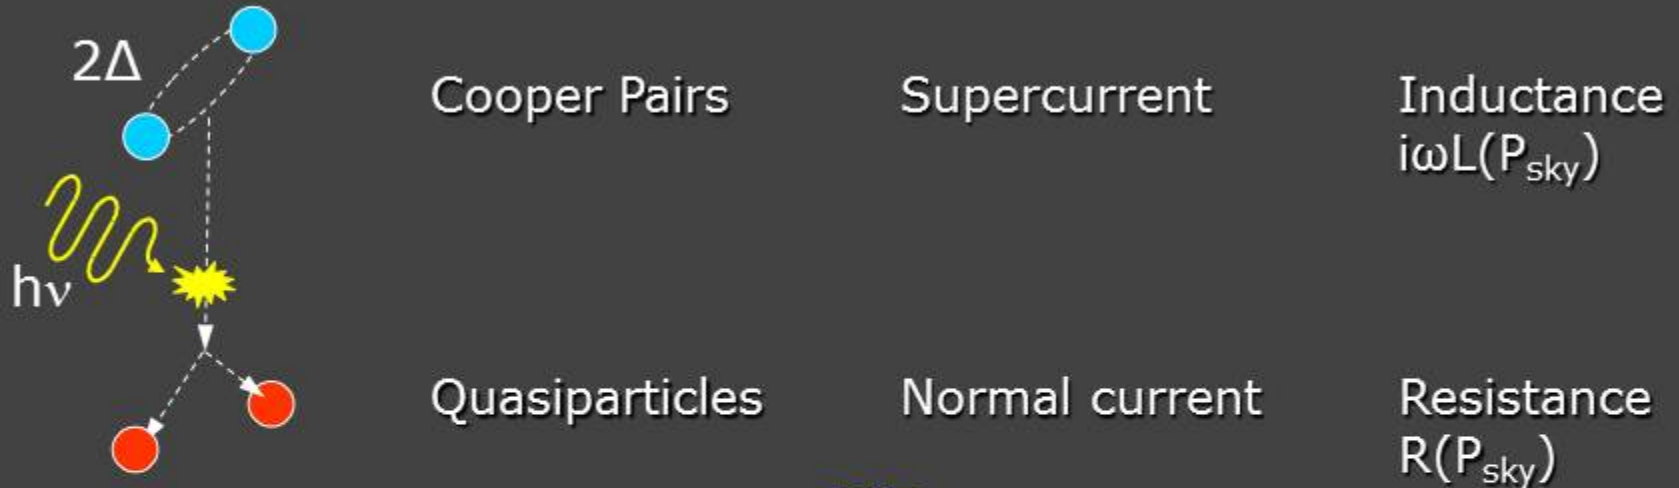 2Δ
Cooper Pairs
Supercurrent
Inductance
iωL(Psky)
hν
Quasiparticles
Normal current
Resistance
R(Psky)